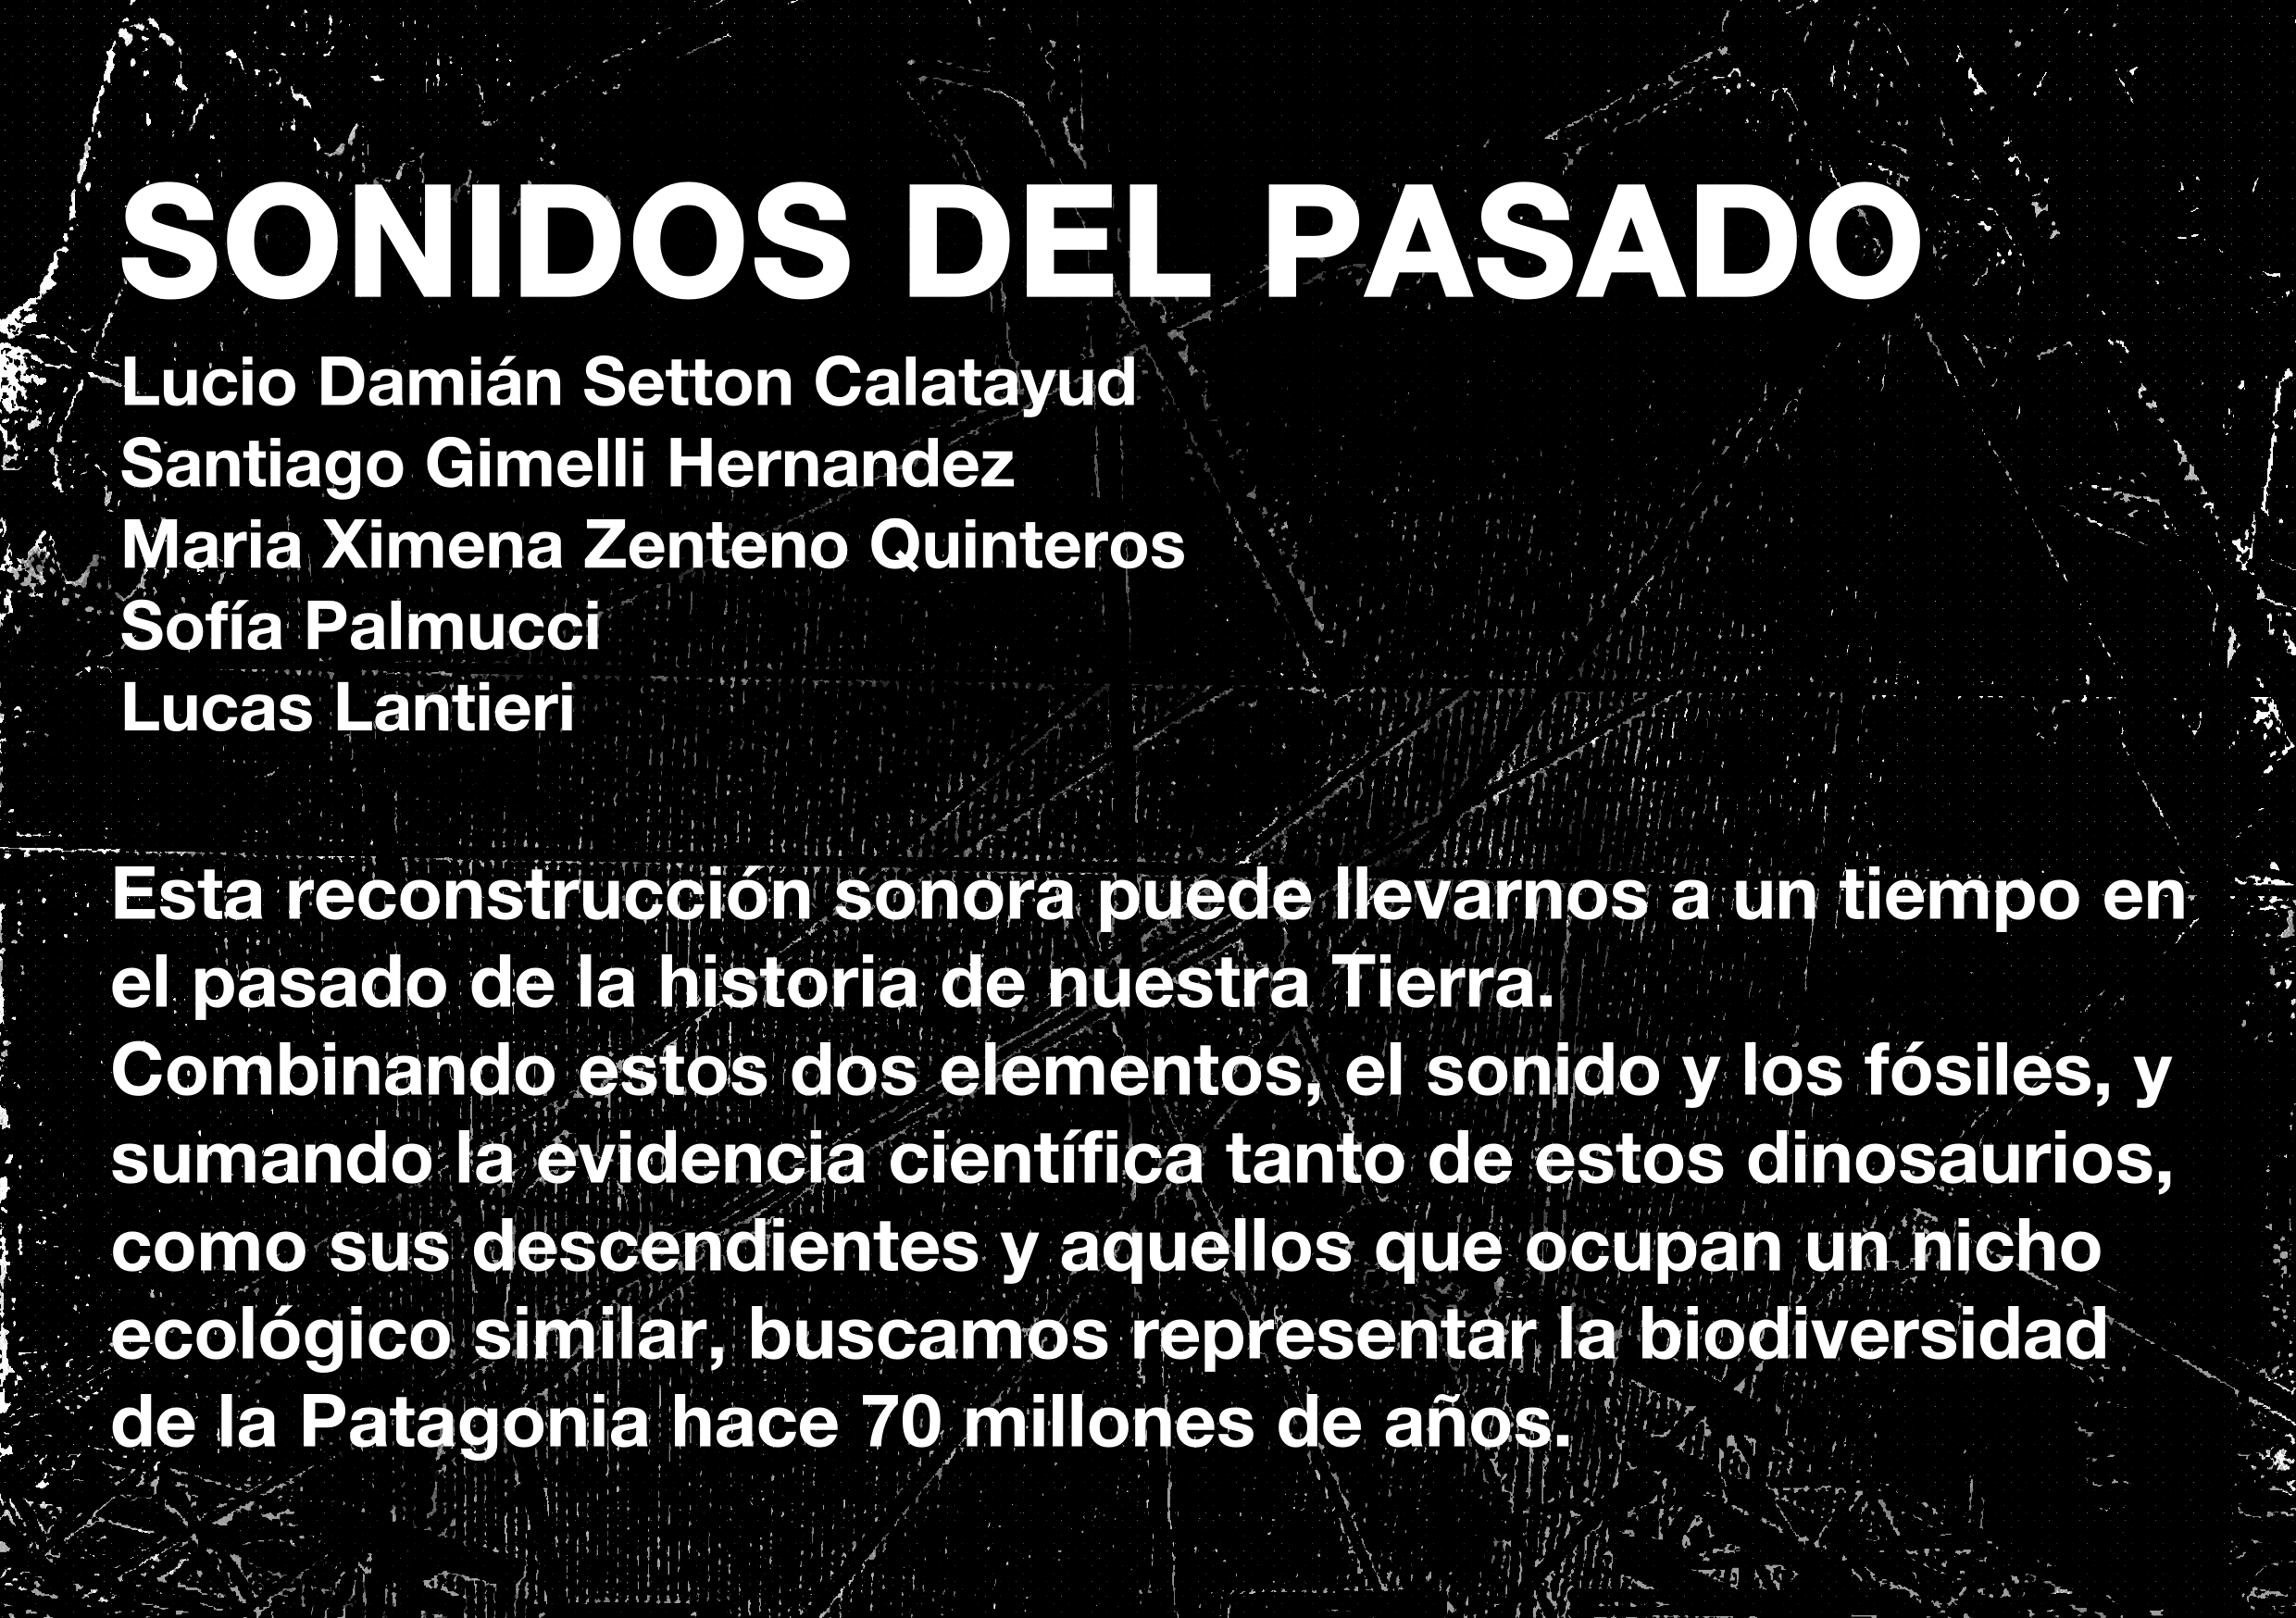 SONIDOS DEL PASADO
Lucio Damián Setton Calatayud
Santiago Gimelli Hernandez
Maria Ximena Zenteno Quinteros
Sofía Palmucci
Lucas Lantieri
Esta reconstrucción sonora puede llevarnos a un tiempo en
el pasado de la historia de nuestra Tierra.
Combinando estos dos elementos, el sonido y los fósiles, y
sumando la evidencia científica tanto de estos dinosaurios,
como sus descendientes y aquellos que ocupan un nicho
ecológico similar, buscamos representar la biodiversidad
de la Patagonia hace 70 millones de años.